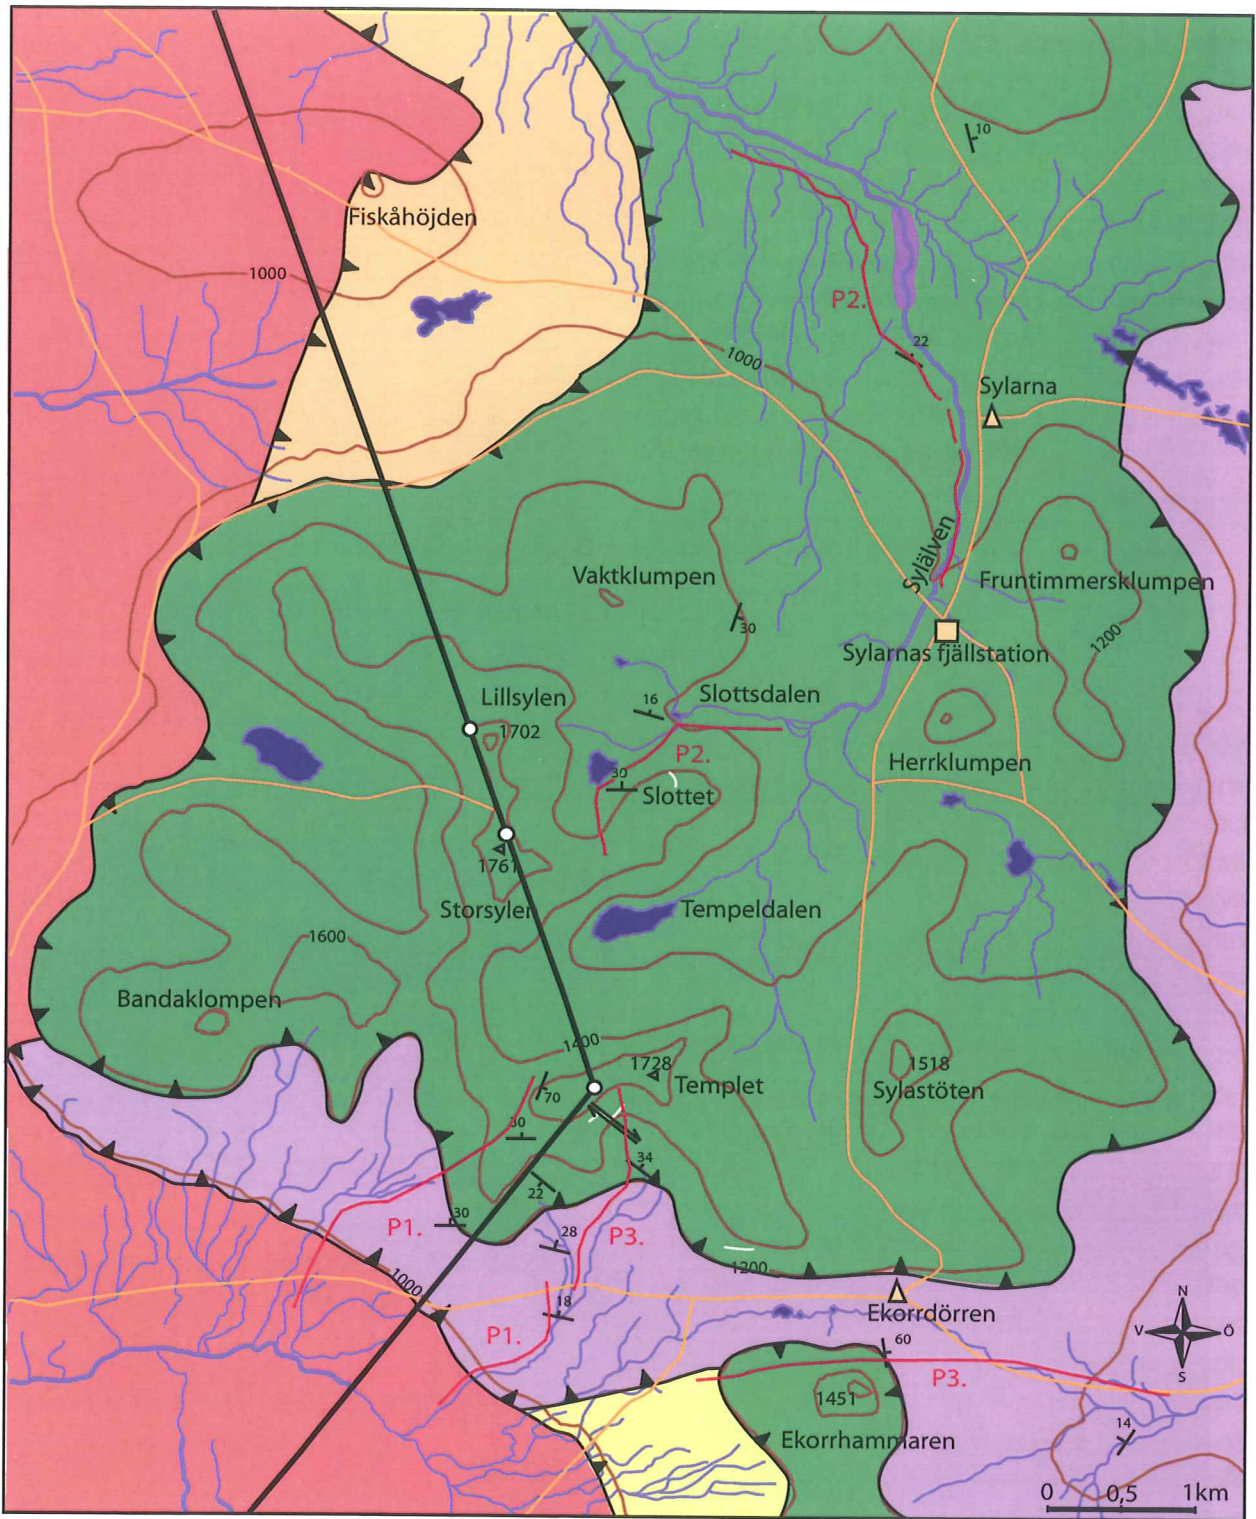 10
Fiskåhöjden
1000
P2.
22
1000
Sylarna
Sylälven
Vaktklumpen
Fruntimmersklumpen
30
1200
Sylarnas fjällstation
Lillsylen
16
Slottsdalen
1702
P2.
30
Herrklumpen
Slottet
1761
Storsylen
Tempeldalen
1600
Bandaklompen
1400
1728
1518
Templet
Sylastöten
70
30
34
22
30
P1.
28
P3.
1200
1000
Ekorrdörren
18
P1.
N
V
Ö
S
60
P3.
1451
Ekorrhammaren
14
0 0,5 1km